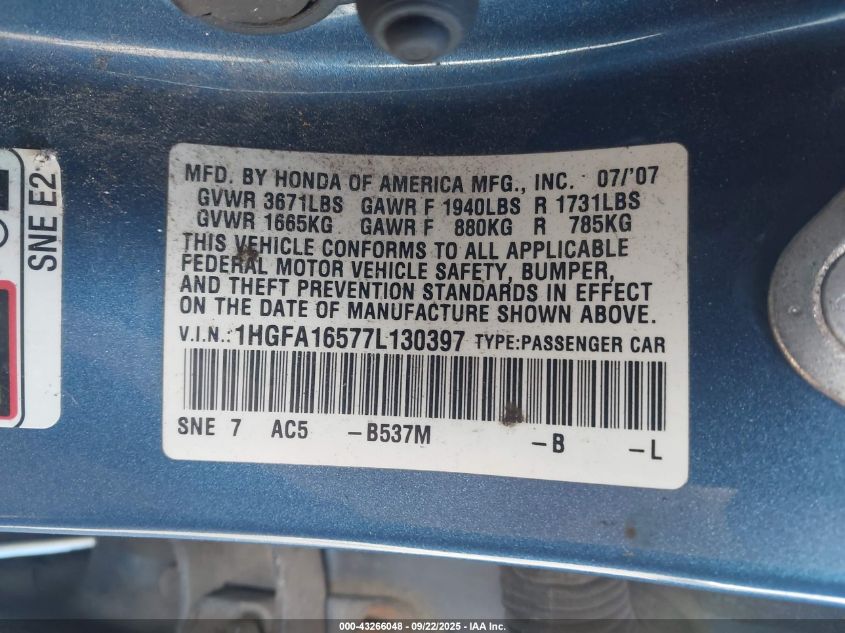 SNE E2
MFD. BY HONDA OF AMERICA MFG., INC. 07/'07
GVWR 3671LBS GAWR F 1940LBS R 1731LBS
GVWR 1665KG GAWR F 880KG R 785KG
THIS VEHICLE CONFORMS TO ALL APPLICABLE
FEDERAL MOTOR VEHICLE SAFETY, BUMPER,
AND THEFT PREVENTION STANDARDS IN EFFECT
ON THE DATE OF MANUFACTURE SHOWN ABOVE.
V.I.N.: 1HGFA16577L130397 TYPE:PASSENGER CAR
SNE 7 AC5 -B537M -B -L
000-43266048 - 09/22/2025 - IAA Inc.